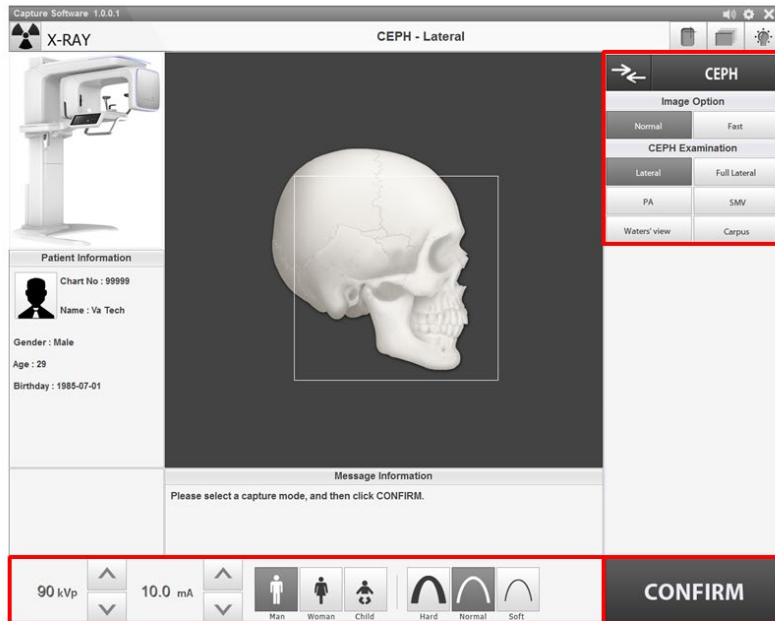 Capture Software 1.0.0.1
X-RAY
CEPH - Lateral
CEPH
Image Option
Normal
Fast
CEPH Examination
Lateral
Full Lateral
PA
SMV
Waters' view
Carpus
Patient Information
Chart No : 99999
Name : Va Tech
Gender : Male
Age : 29
Birthday : 1985-07-01
Message Information
Please select a capture mode, and then click CONFIRM.
90 kVp
10.0 mA
Man
Woman
Child
Hard
Normal
Soft
CONFIRM